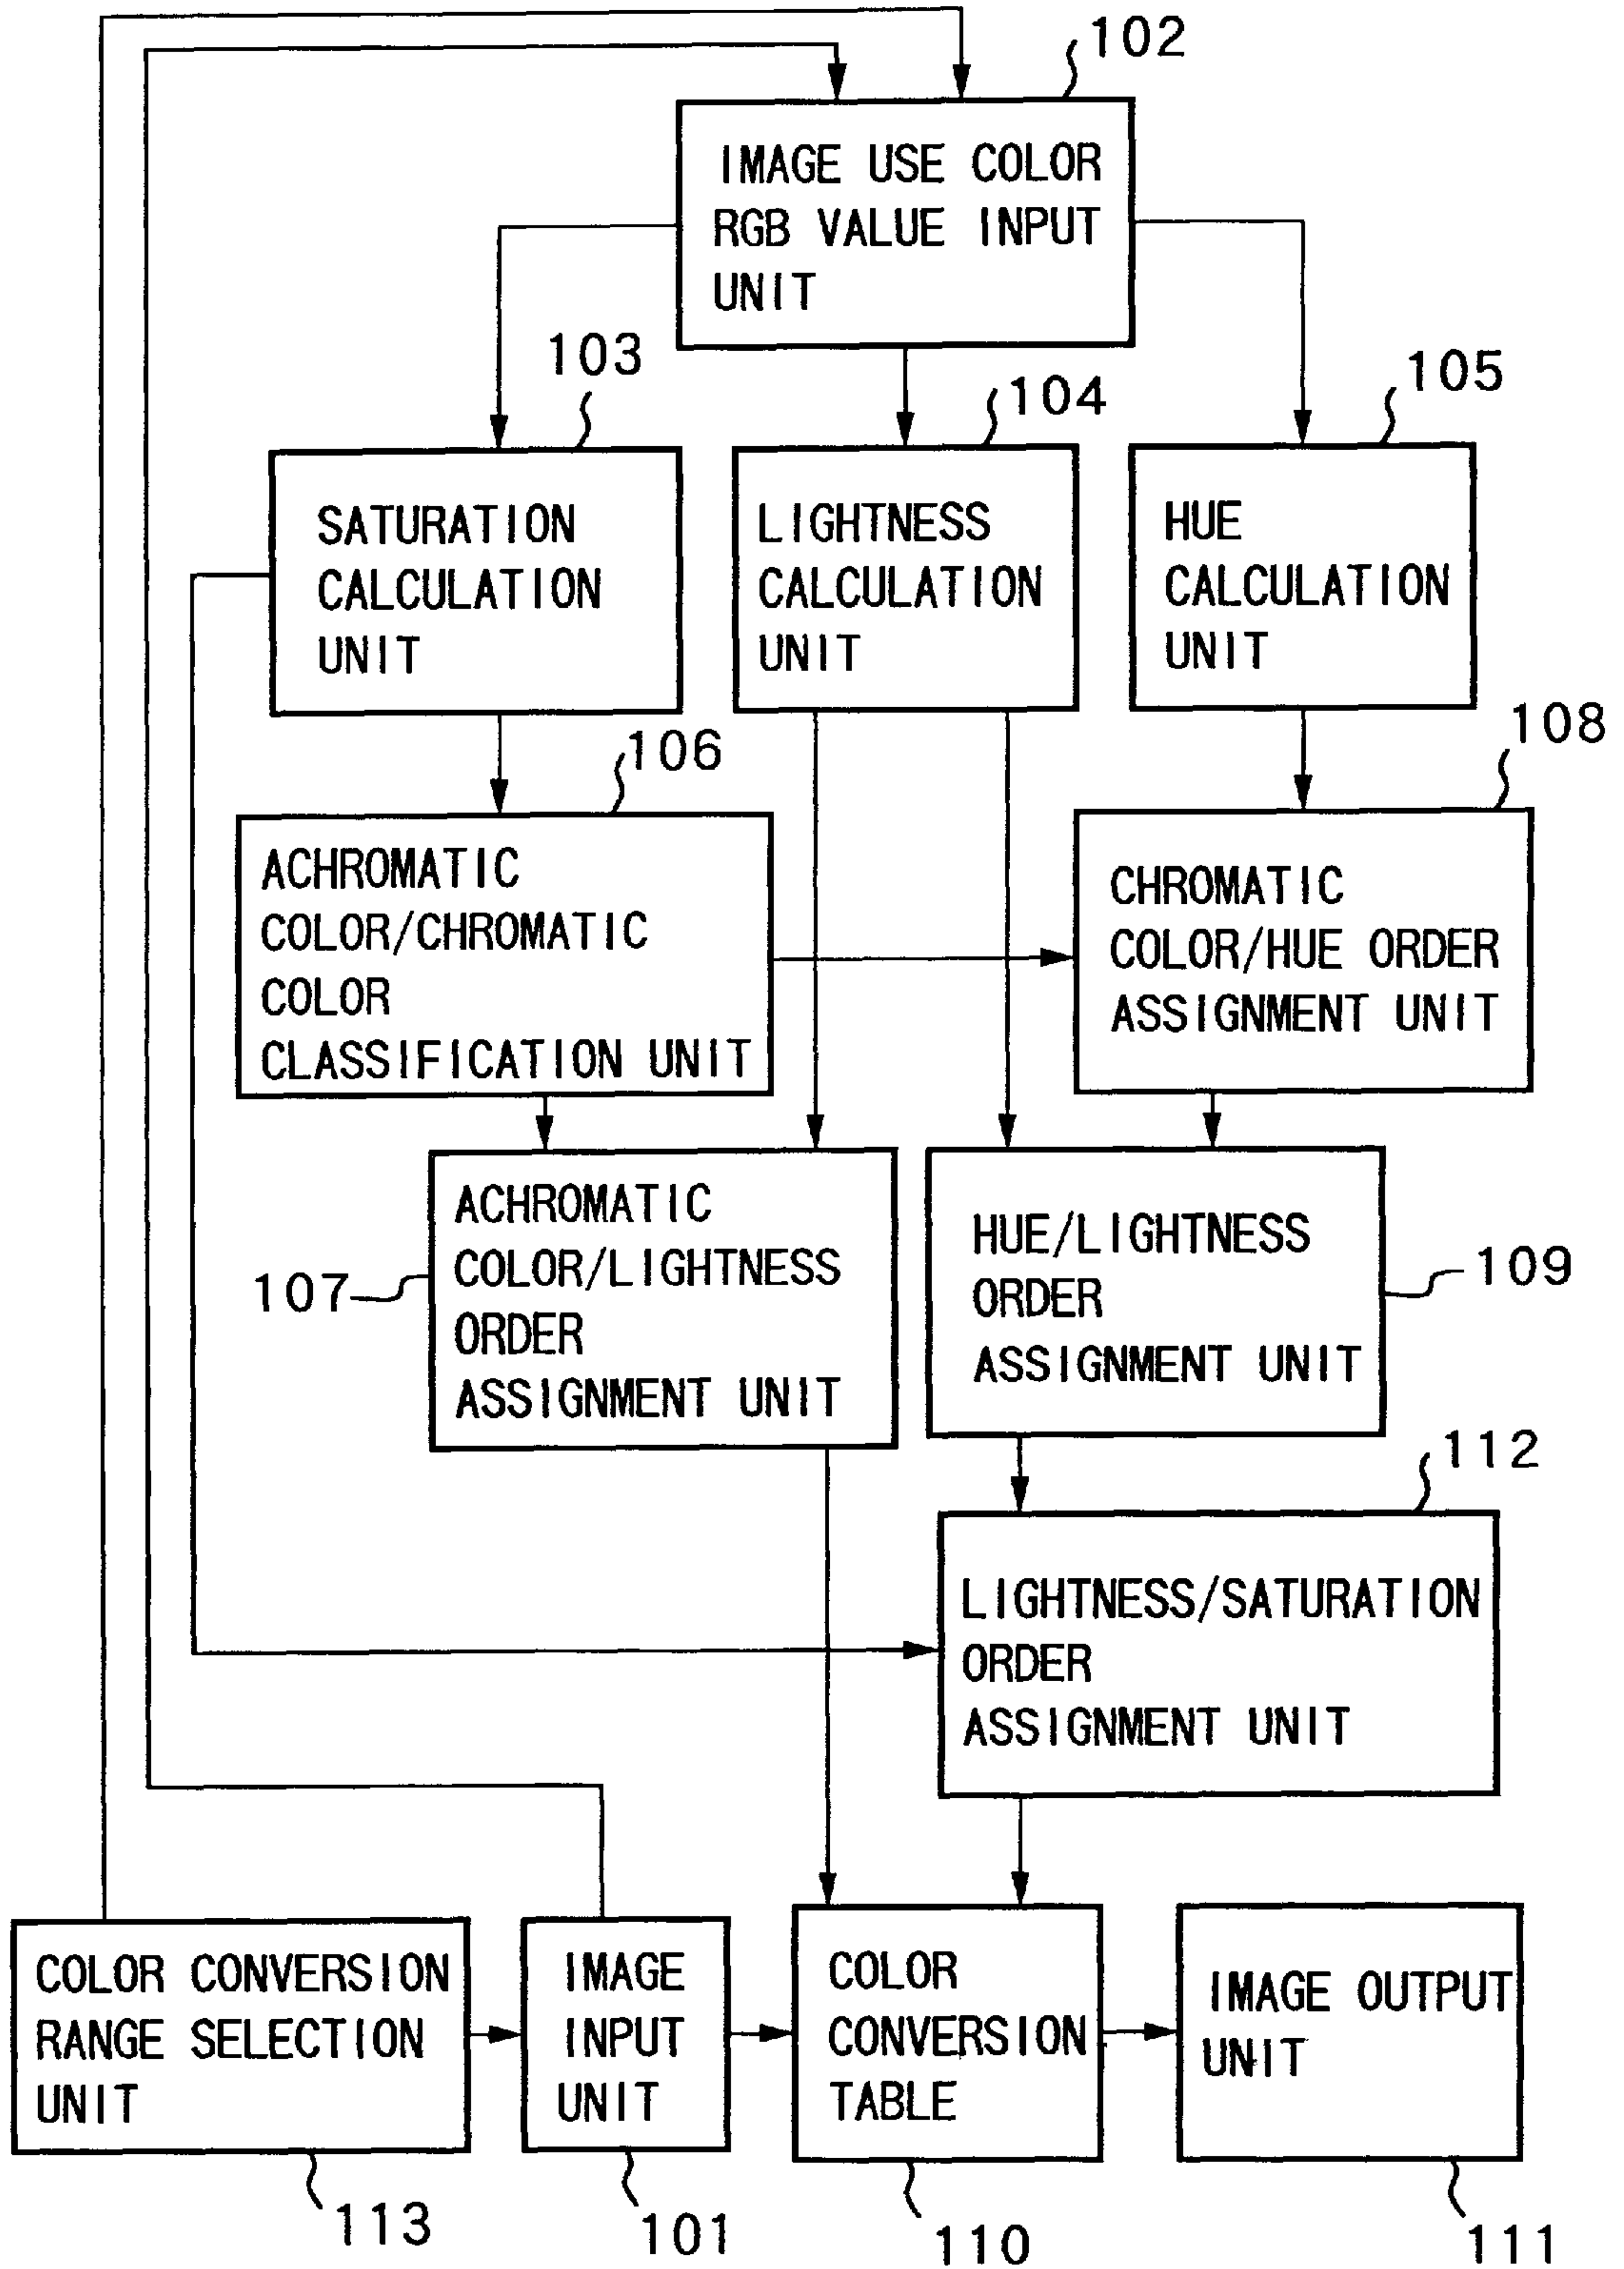 102
IMAGE USE COLOR
RGB VALUE INPUT
UNIT
103
104
105
SATURATION
CALCULATION
UNIT
LIGHTNESS
CALCULATION
UNIT
HUE
CALCULATION
UNIT
106
108
ACHROMATIC
COLOR/CHROMATIC
COLOR
CLASSIFICATION UNIT
CHROMATIC
COLOR/HUE ORDER
ASSIGNMENT UNIT
107
ACHROMATIC
COLOR/LIGHTNESS
ORDER
ASSIGNMENT UNIT
HUE/LIGHTNESS
ORDER
ASSIGNMENT UNIT
109
112
LIGHTNESS/SATURATION
ORDER
ASSIGNMENT UNIT
COLOR CONVERSION
RANGE SELECTION
UNIT
IMAGE
INPUT
UNIT
COLOR
CONVERSION
TABLE
IMAGE OUTPUT
UNIT
113
101
110
111